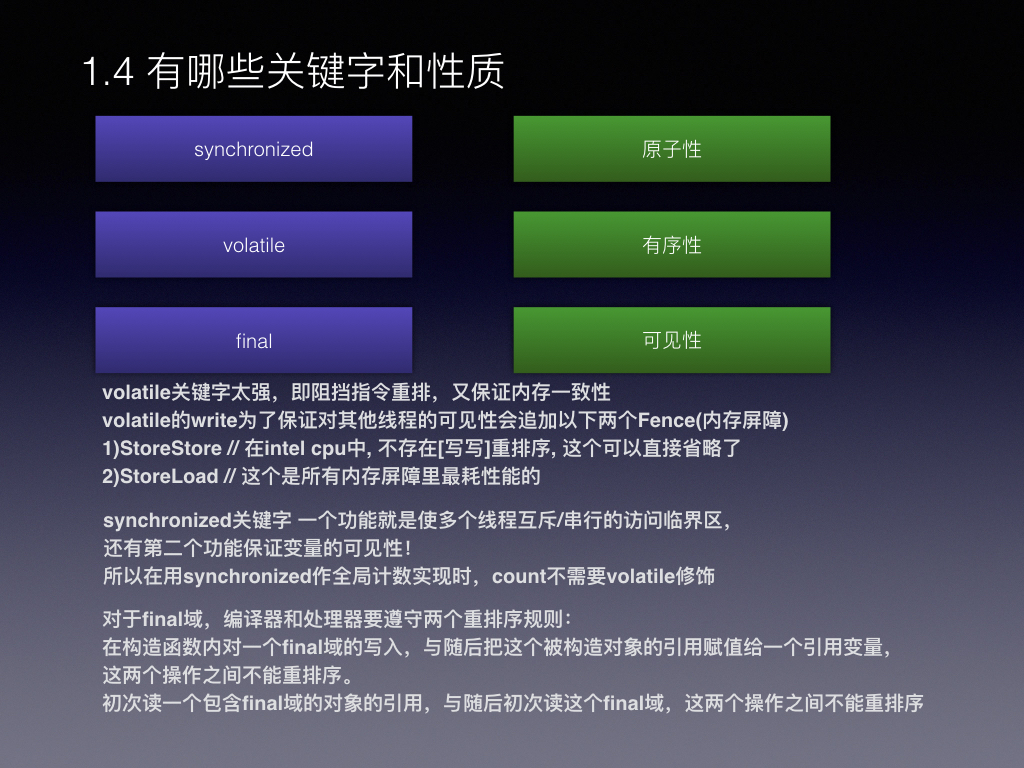 1.4 有哪些关键字和性质
synchronized
原子性
volatile
有序性
final
可见性
volatile关键字太强，即阻挡指令重排，又保证内存一致性
volatile的write为了保证对其他线程的可见性会追加以下两个Fence(内存屏障)
1)StoreStore // 在intel cpu中, 不存在[写写]重排序, 这个可以直接省略了
2)StoreLoad // 这个是所有内存屏障里最耗性能的
synchronized关键字 一个功能就是使多个线程互斥/串行的访问临界区，
还有第二个功能保证变量的可见性！
所以在用synchronized作全局计数实现时，count不需要volatile修饰
对于final域，编译器和处理器要遵守两个重排序规则：
在构造函数内对一个final域的写入，与随后把这个被构造对象的引用赋值给一个引用变量，
这两个操作之间不能重排序。
初次读一个包含final域的对象的引用，与随后初次读这个final域，这两个操作之间不能重排序